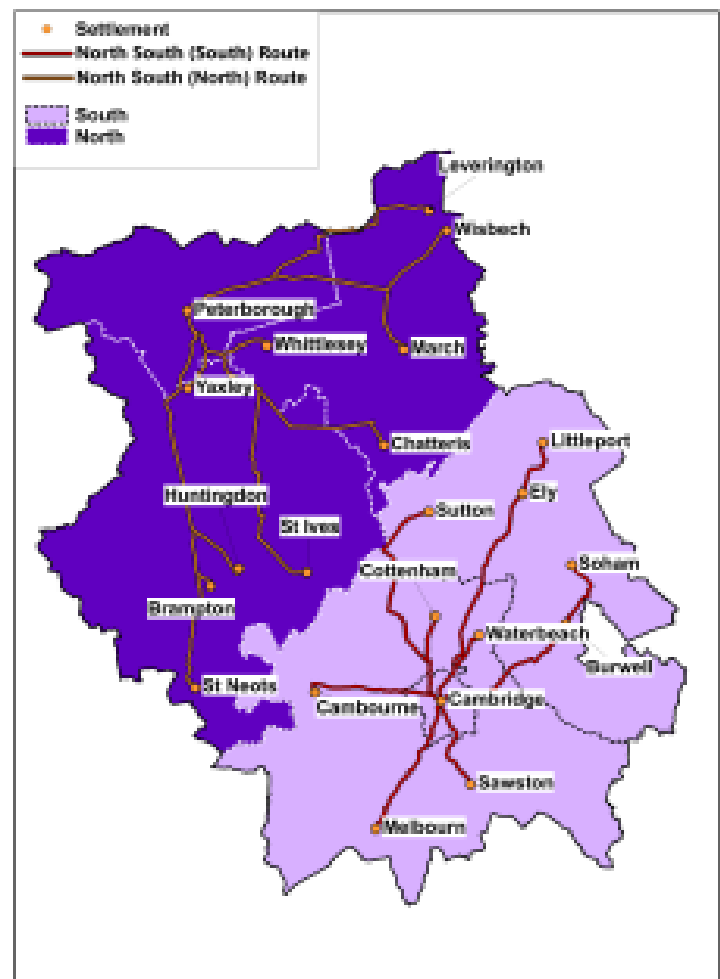 Settlement
North South (South) Route
North South (North) Route
South
North
Leverington
Wisbech
Peterborough
Whittlesey
March
Yaxley
Chatteris
Littleport
Huntingdon
Ely
Sutton
St Ives
Cottenham
Soham
Brampton
Waterbeach
Burwell
St Neots
Cambourne
Cambridge
Sawston
Melbourn